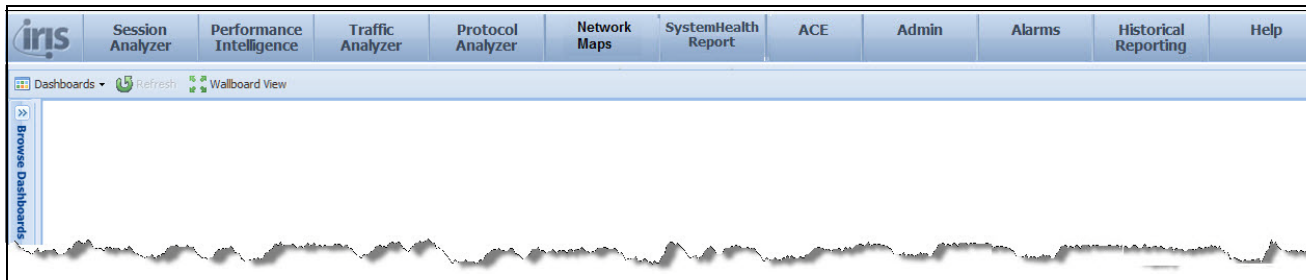 iris
Session Analyzer
Performance Intelligence
Traffic Analyzer
Protocol Analyzer
Network Maps
SystemHealth Report
ACE
Admin
Alarms
Historical Reporting
Help
Dashboards
Refresh
Wallboard View
Browse Dashboards